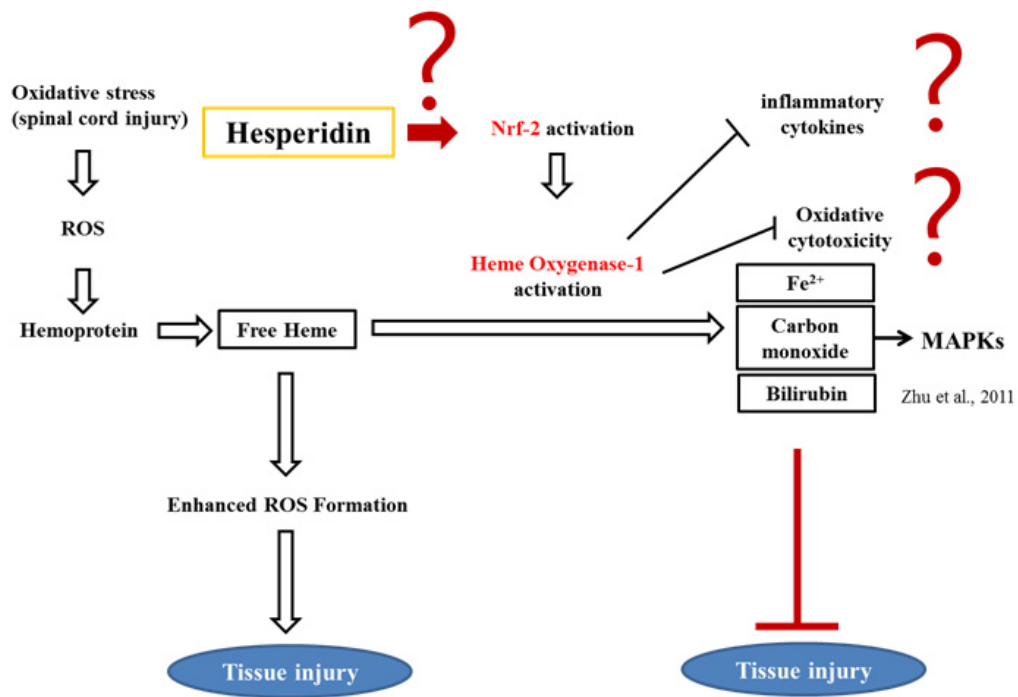 ?
?
Oxidative stress
(spinal cord injury)
Hesperidin
Nrf-2 activation
inflammatory
cytokines
?
ROS
Oxidative
cytotoxicity
Heme Oxygenase-1
activation
Fe²⁺
Hemoprotein
Free Heme
Carbon
monoxide
MAPKs
Bilirubin
Zhu et al., 2011
Enhanced ROS Formation
Tissue injury
Tissue injury